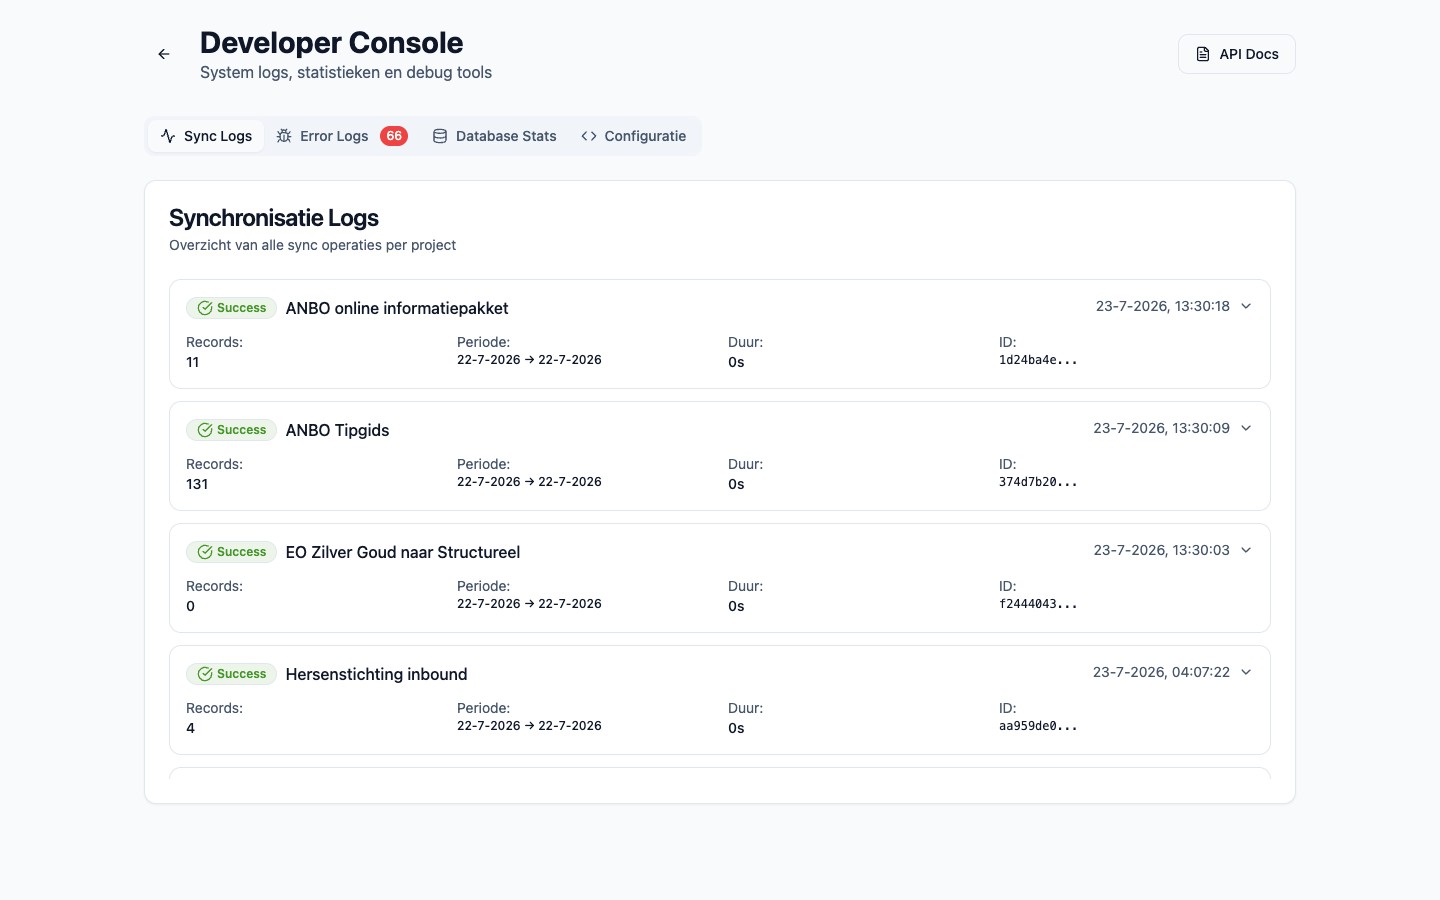 Developer Console
System logs, statistieken en debug tools
API Docs
Sync Logs
Error Logs 66
Database Stats
Configuratie
Synchronisatie Logs
Overzicht van alle sync operaties per project
Success ANBO online informatiepakket 23-7-2026, 13:30:18
Records: Periode: Duur: ID:
11 22-7-2026 → 22-7-2026 0s 1d24ba4e...
Success ANBO Tipgids 23-7-2026, 13:30:09
Records: Periode: Duur: ID:
131 22-7-2026 → 22-7-2026 0s 374d7b20...
Success EO Zilver Goud naar Structureel 23-7-2026, 13:30:03
Records: Periode: Duur: ID:
0 22-7-2026 → 22-7-2026 0s f2444043...
Success Hersenstichting inbound 23-7-2026, 04:07:22
Records: Periode: Duur: ID:
4 22-7-2026 → 22-7-2026 0s aa959de0...